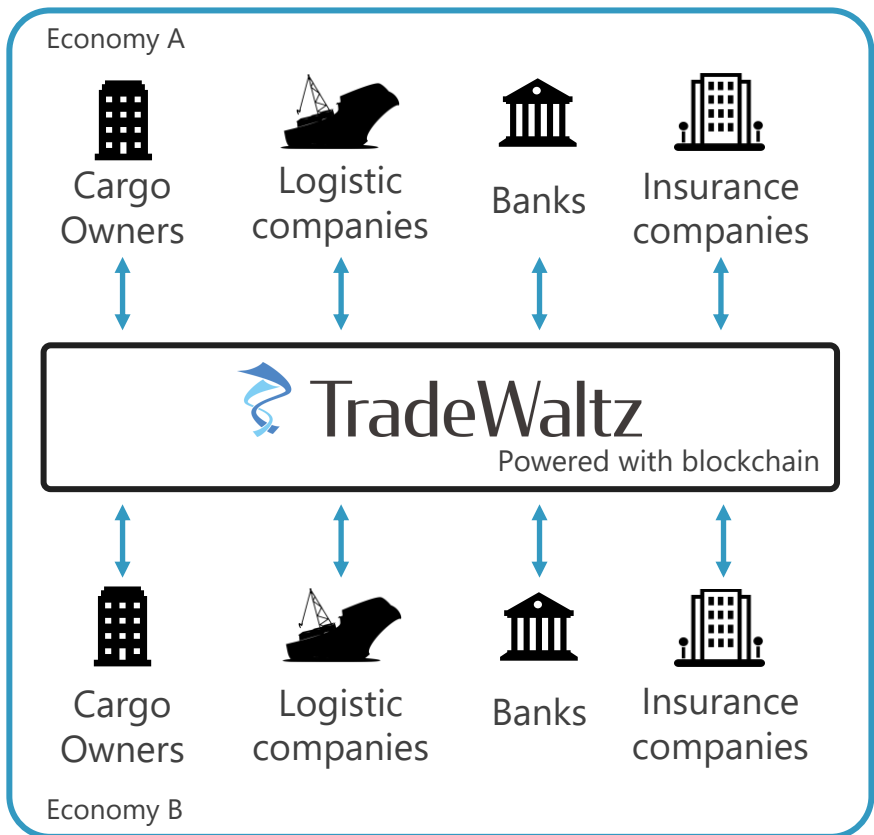 Economy A
Cargo
Owners
Logistic
companies
Banks
Insurance
companies
TradeWaltz
Powered with blockchain
Cargo
Owners
Logistic
companies
Banks
Insurance
companies
Economy B